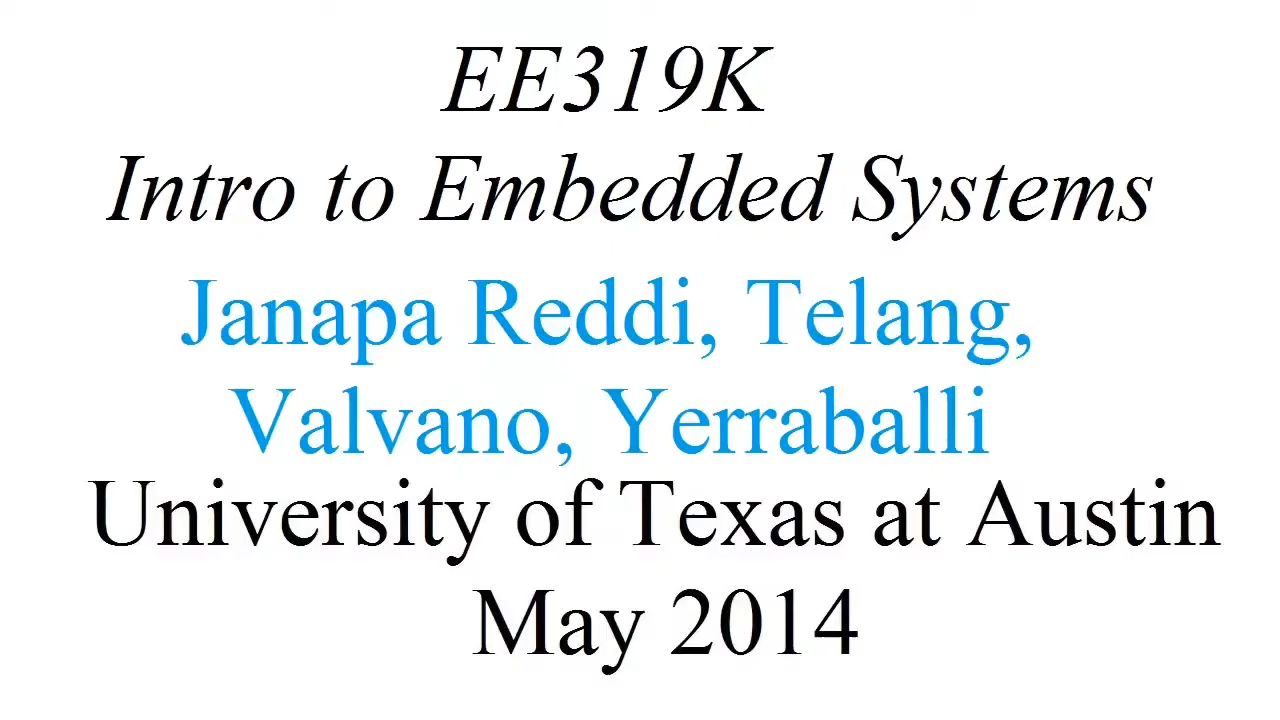 EE319K
Intro to Embedded Systems
Janapa Reddi, Telang,
Valvano, Yerraballi
University of Texas at Austin
May 2014